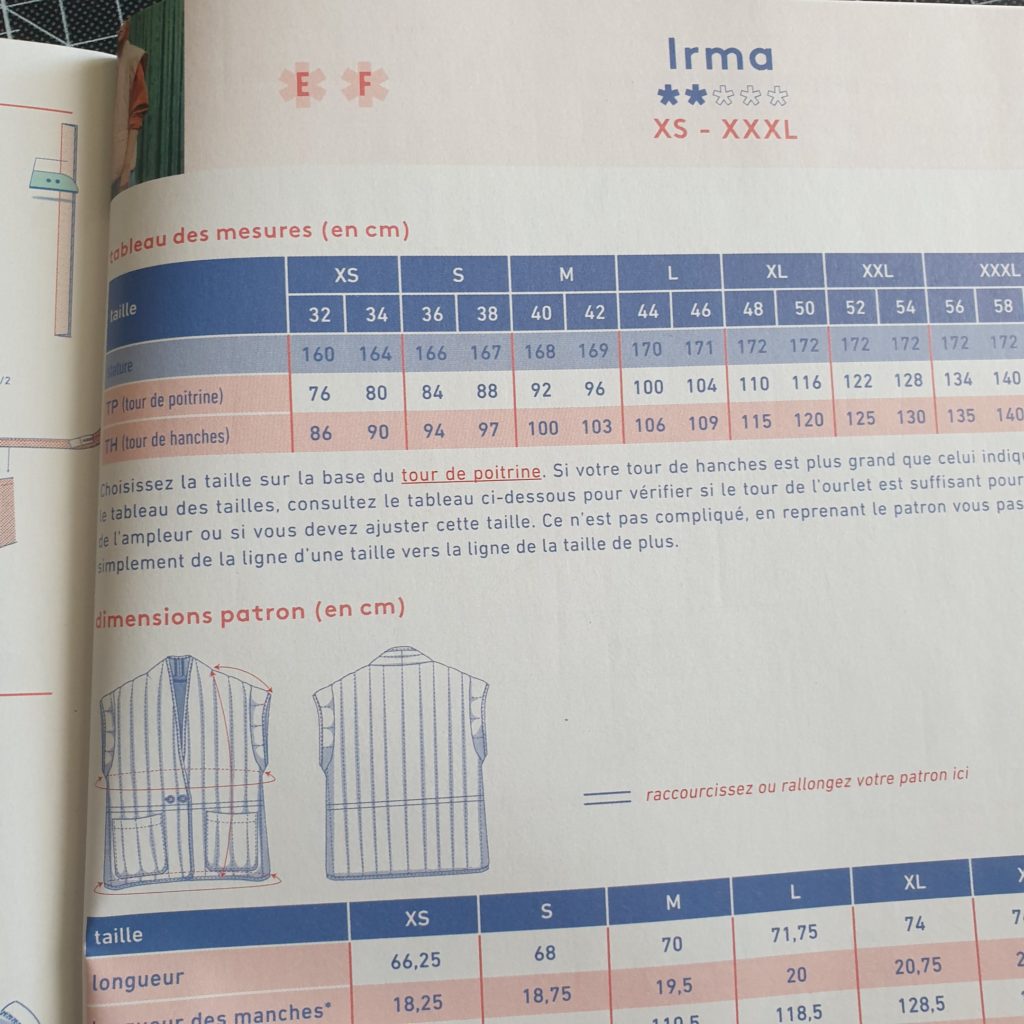 E F
Irma
XS - XXXL
/2
tableau des mesures (en cm)
taille XS S M L XL XXL XXXL
32 34 36 38 40 42 44 46 48 50 52 54 56 58
160 164 166 167 168 169 170 171 172 172 172 172 172 172
TP (tour de poitrine) 76 80 84 88 92 96 100 104 110 116 122 128 134 140
TH (tour de hanches) 86 90 94 97 100 103 106 109 115 120 125 130 135 140
Choisissez la taille sur la base du tour de poitrine. Si votre tour de hanches est plus grand que celui indiq
le tableau des tailles, consultez le tableau ci-dessous pour vérifier si le tour de l'ourlet est suffisant pour
de l'ampleur ou si vous devez ajuster cette taille. Ce n'est pas compliqué, en reprenant le patron vous pas
simplement de la ligne d'une taille vers la ligne de la taille de plus.
dimensions patron (en cm)
raccourcissez ou rallongez votre patron ici
taille XS S M L XL
longueur 66,25 68 70 71,75 74
des manches* 18,25 18,75 19,5 20 20,75
118,5 128,5